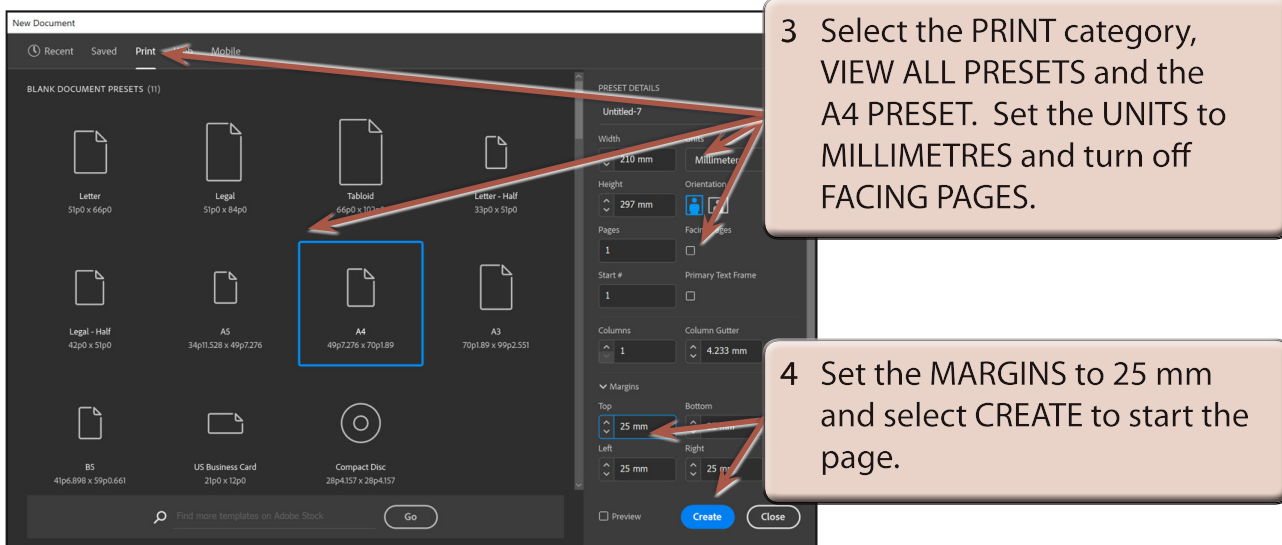 New Document
Recent Saved Print Mobile
BLANK DOCUMENT PRESETS (11)
Letter
51p0 x 66p0
Legal
51p0 x 84p0
Tabloid
66p0 x
Letter - Half
33p0 x 51p0
Legal - Half
42p0 x 51p0
A5
34p11.528 x 49p7.276
A4
49p7.276 x 70p1.89
A3
70p1.89 x 99p2.551
B5
41p6.898 x 59p0.661
US Business Card
21p0 x 12p0
Compact Disc
28p4.157 x 28p4.157
Find more templates on Adobe Stock Go
PRESET DETAILS
Untitled-7
Width Units
210 mm Millimeter
Height Orientation
297 mm
Pages Facing Pages
1
Start # Primary Text Frame
1
Columns Column Gutter
1 4.233 mm
Margins
Top Bottom
25 mm
Left Right
25 mm 25 mm
Preview Create Close
3 Select the PRINT category,
VIEW ALL PRESETS and the
A4 PRESET. Set the UNITS to
MILLIMETRES and turn off
FACING PAGES.
4 Set the MARGINS to 25 mm
and select CREATE to start the
page.